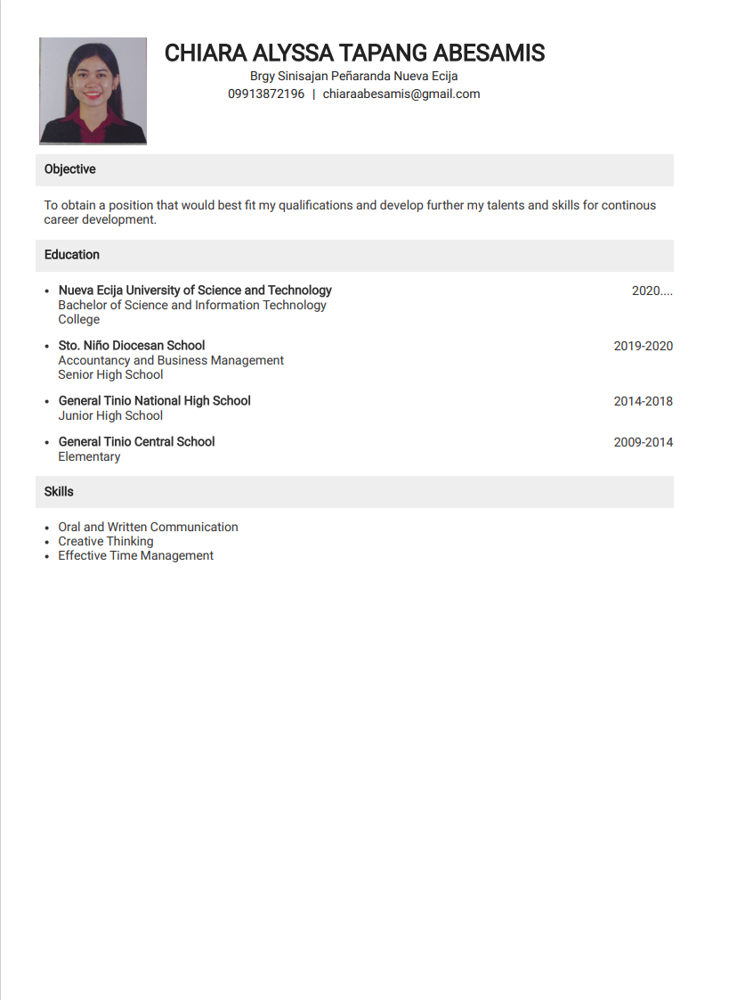 CHIARA ALYSSA TAPANG ABESAMIS
Brgy Sinisajan Peñaranda Nueva Ecija
09913872196 | chiaraabesamis@gmail.com
Objective
To obtain a position that would best fit my qualifications and develop further my talents and skills for continous
career development.
Education
• Nueva Ecija University of Science and Technology 2020....
Bachelor of Science and Information Technology
College
• Sto. Niño Diocesan School 2019-2020
Accountancy and Business Management
Senior High School
• General Tinio National High School 2014-2018
Junior High School
• General Tinio Central School 2009-2014
Elementary
Skills
• Oral and Written Communication
• Creative Thinking
• Effective Time Management